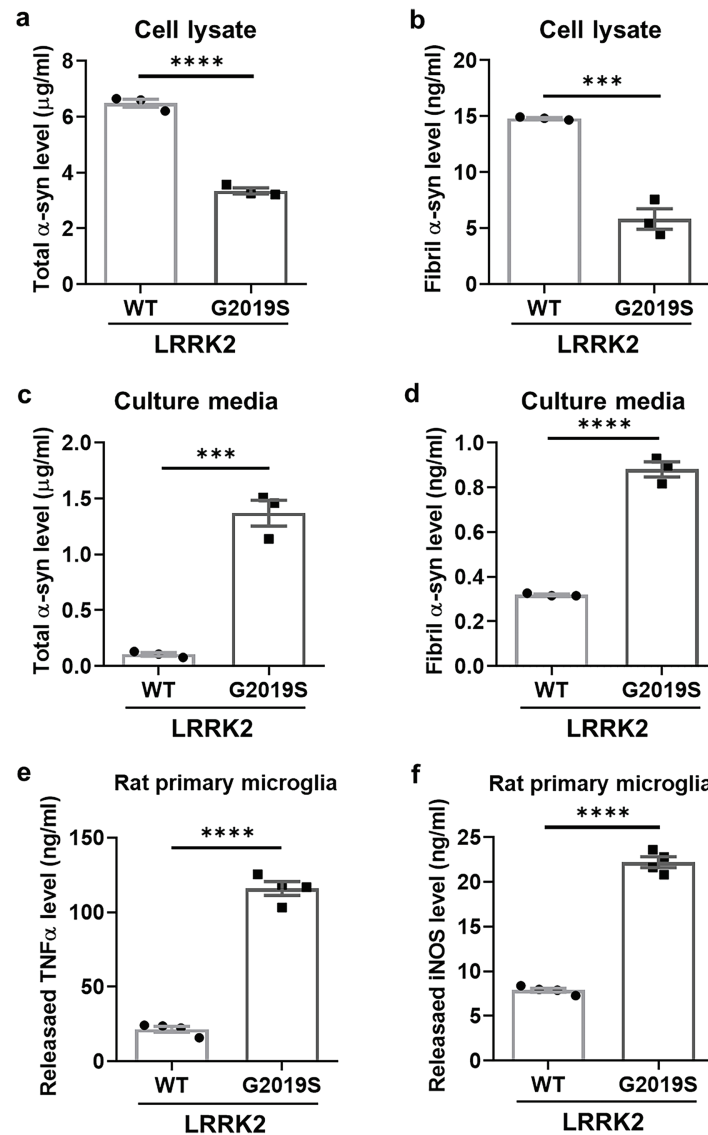 a
Cell lysate
****
Total α-syn level (μg/ml)
8
6
4
2
0
WT
G2019S
LRRK2
b
Cell lysate
***
Fibril α-syn level (ng/ml)
20
15
10
5
0
WT
G2019S
LRRK2
c
Culture media
***
Total α-syn level (μg/ml)
2.0
1.5
1.0
0.5
0.0
WT
G2019S
LRRK2
d
Culture media
****
Fibril α-syn level (ng/ml)
1.0
0.8
0.6
0.4
0.2
0.0
WT
G2019S
LRRK2
e
Rat primary microglia
****
Releasaed TNFα level (ng/ml)
150
100
50
0
WT
G2019S
LRRK2
f
Rat primary microglia
****
Releasaed iNOS level (ng/ml)
25
20
15
10
5
0
WT
G2019S
LRRK2